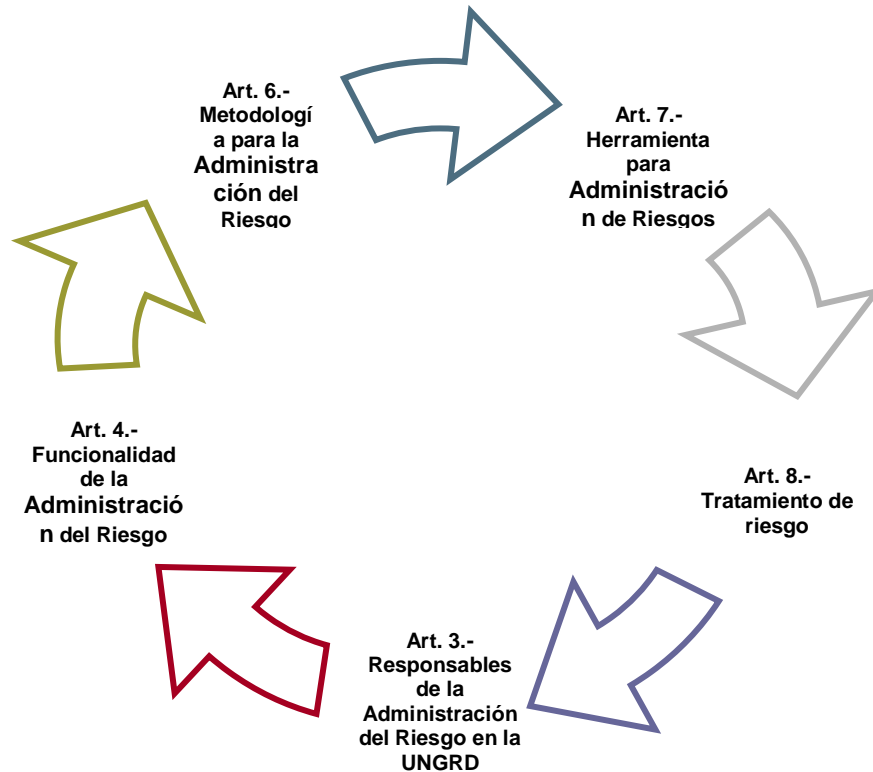 Art. 6.-
Metodologí
a para la
Administra
ción del
Riesgo
Art. 7.-
Herramienta
para
Administració
n de Riesgos
Art. 8.-
Tratamiento de
riesgo
Art. 3.-
Responsables
de la
Administración
del Riesgo en la
UNGRD
Art. 4.-
Funcionalidad
de la
Administració
n del Riesgo